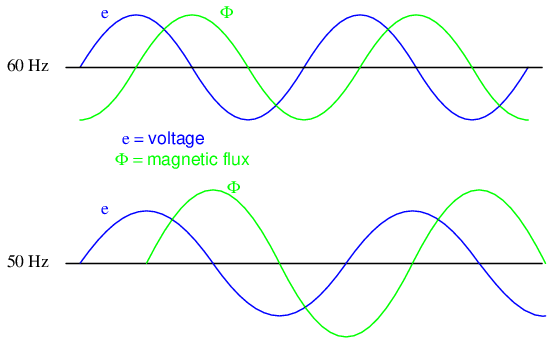 e Φ
60 Hz
e = voltage
Φ = magnetic flux
Φ
e
50 Hz